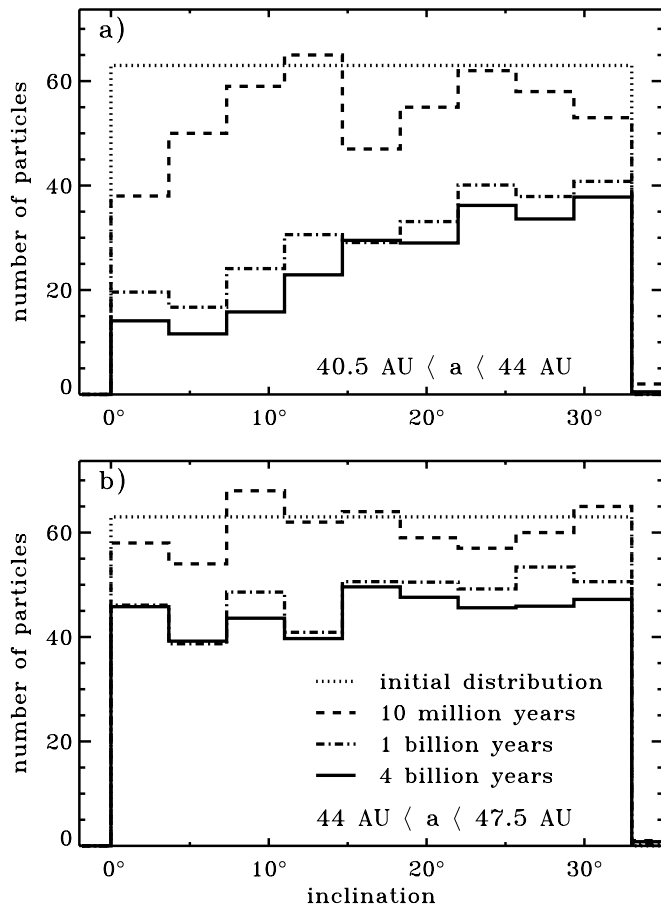 a)
number of particles
60
40
20
0
40.5 AU ⟨ a ⟨ 44 AU
0° 10° 20° 30°
b)
number of particles
60
40
20
0
initial distribution
10 million years
1 billion years
4 billion years
44 AU ⟨ a ⟨ 47.5 AU
0° 10° 20° 30°
inclination